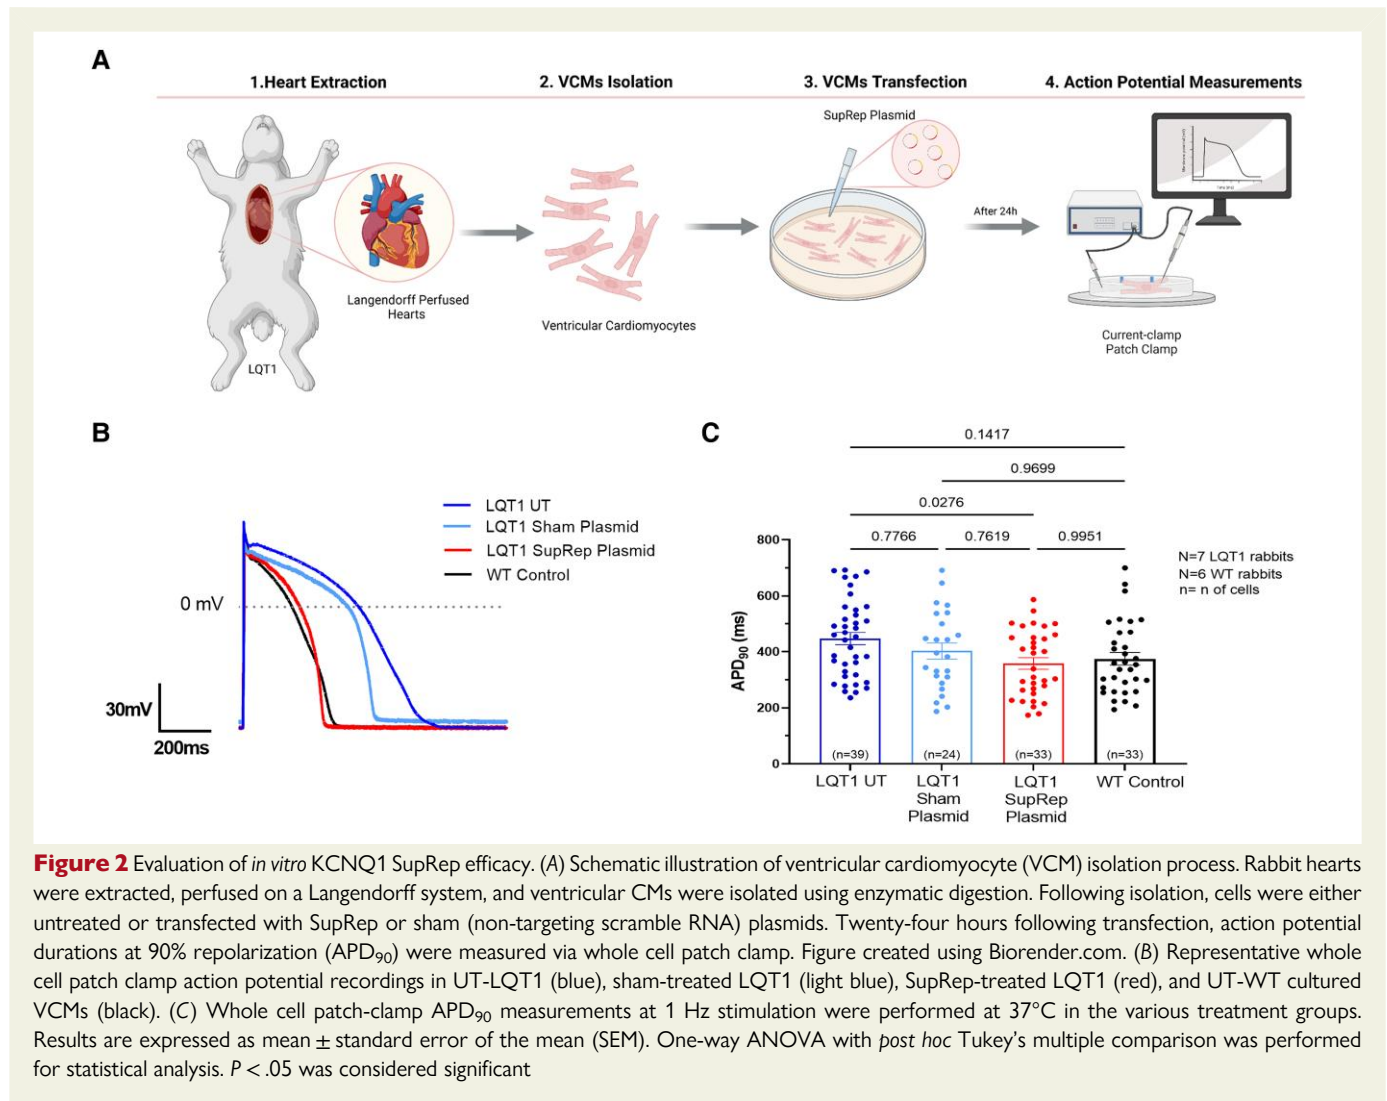 A
1.Heart Extraction
2. VCMs Isolation
3. VCMs Transfection
4. Action Potential Measurements
SupRep Plasmid
After 24h
Langendorff Perfused
Hearts
LQT1
Ventricular Cardiomyocytes
Current-clamp
Patch Clamp
B
LQT1 UT
LQT1 Sham Plasmid
LQT1 SupRep Plasmid
WT Control
0 mV
30mV
200ms
C
0.1417
0.9699
0.0276
0.7766
0.7619
0.9951
N=7 LQT1 rabbits
N=6 WT rabbits
n= n of cells
APD90 (ms)
800
600
400
200
0
(n=39)
(n=24)
(n=33)
(n=33)
LQT1 UT
LQT1
Sham
Plasmid
LQT1
SupRep
Plasmid
WT Control
Figure 2 Evaluation of in vitro KCNQ1 SupRep efficacy. (A) Schematic illustration of ventricular cardiomyocyte (VCM) isolation process. Rabbit hearts
were extracted, perfused on a Langendorff system, and ventricular CMs were isolated using enzymatic digestion. Following isolation, cells were either
untreated or transfected with SupRep or sham (non-targeting scramble RNA) plasmids. Twenty-four hours following transfection, action potential
durations at 90% repolarization (APD90) were measured via whole cell patch clamp. Figure created using Biorender.com. (B) Representative whole
cell patch clamp action potential recordings in UT-LQT1 (blue), sham-treated LQT1 (light blue), SupRep-treated LQT1 (red), and UT-WT cultured
VCMs (black). (C) Whole cell patch-clamp APD90 measurements at 1 Hz stimulation were performed at 37°C in the various treatment groups.
Results are expressed as mean ± standard error of the mean (SEM). One-way ANOVA with post hoc Tukey's multiple comparison was performed
for statistical analysis. P < .05 was considered significant